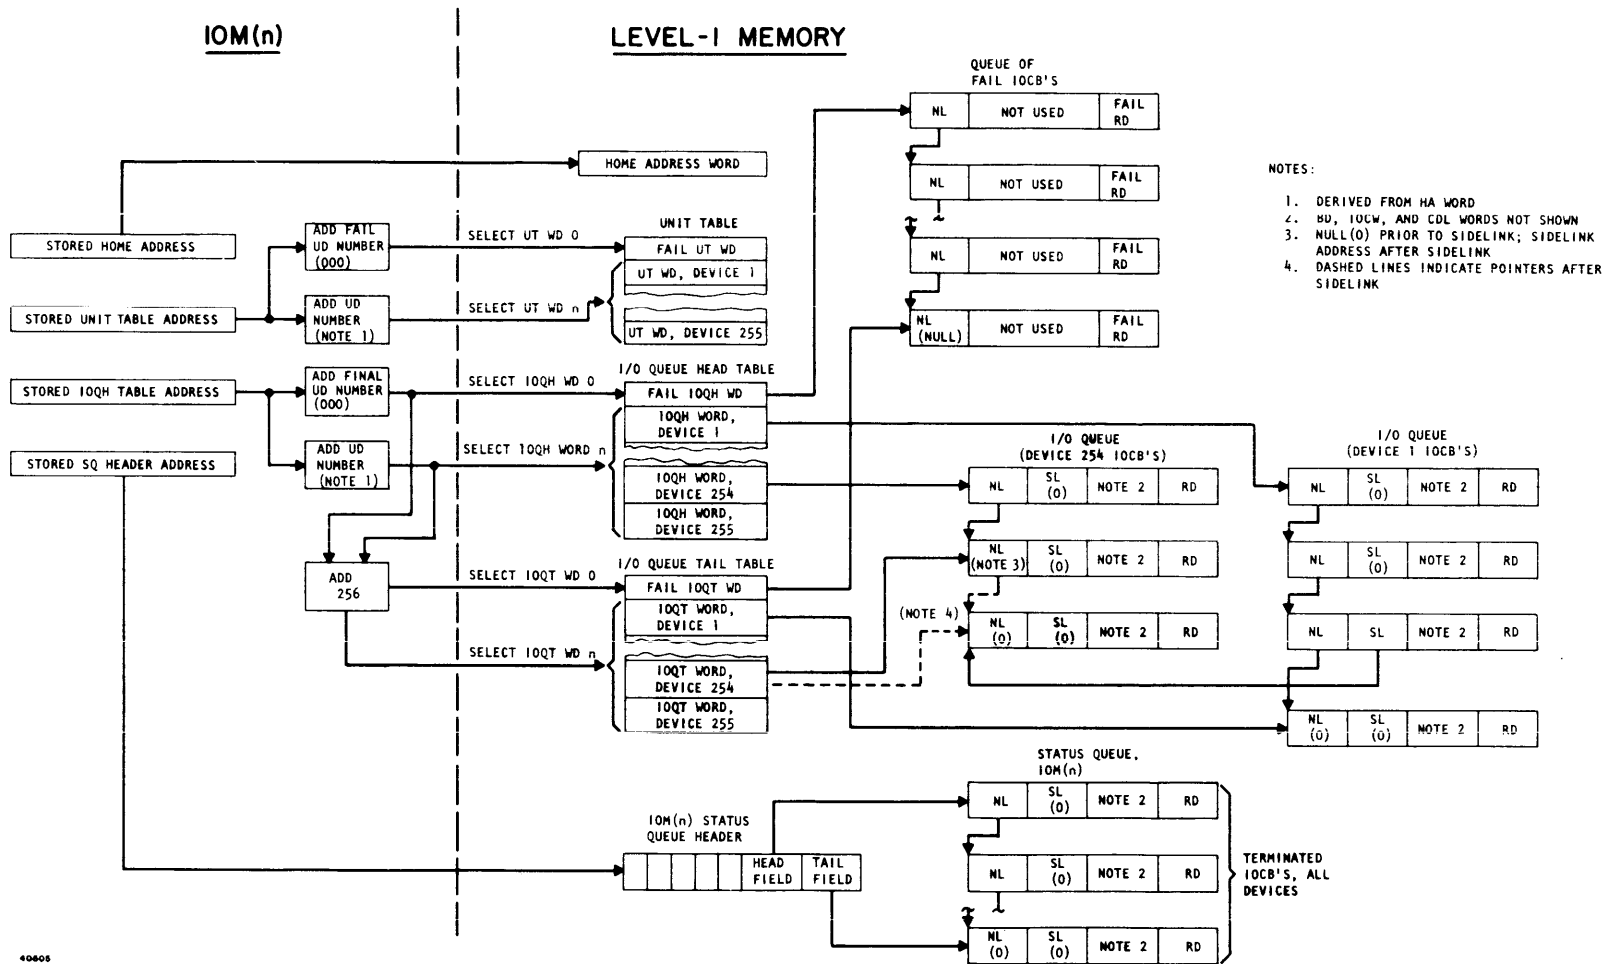 IOM(n)
LEVEL-1 MEMORY
STORED HOME ADDRESS
STORED UNIT TABLE ADDRESS
STORED IOQH TABLE ADDRESS
STORED SQ HEADER ADDRESS
ADD FAIL
UD NUMBER
(000)
ADD UD
NUMBER
(NOTE 1)
ADD FINAL
UD NUMBER
(000)
ADD UD
NUMBER
(NOTE 1)
ADD
256
SELECT UT WD 0
SELECT UT WD n
SELECT IOQH WD 0
SELECT IOQH WORD n
SELECT IOQT WD 0
SELECT IOQT WD n
HOME ADDRESS WORD
UNIT TABLE
FAIL UT WD
UT WD, DEVICE 1
UT WD, DEVICE 255
I/O QUEUE HEAD TABLE
FAIL IOQH WD
IOQH WORD,
DEVICE 1
IOQH WORD,
DEVICE 254
IOQH WORD,
DEVICE 255
I/O QUEUE TAIL TABLE
FAIL IOQT WD
IOQT WORD,
DEVICE 1
IOQT WORD,
DEVICE 254
IOQT WORD,
DEVICE 255
IOM(n) STATUS
QUEUE HEADER
HEAD
FIELD
TAIL
FIELD
QUEUE OF
FAIL IOCB'S
NL NOT USED FAIL RD
NL NOT USED FAIL RD
NL NOT USED FAIL RD
NL (NULL) NOT USED FAIL RD
I/O QUEUE
(DEVICE 254 IOCB'S)
NL SL (0) NOTE 2 RD
NL (NOTE 3) SL (0) NOTE 2 RD
(NOTE 4)
NL (0) SL (0) NOTE 2 RD
I/O QUEUE
(DEVICE 1 IOCB'S)
NL SL (0) NOTE 2 RD
NL SL (0) NOTE 2 RD
NL SL NOTE 2 RD
NL (0) SL (0) NOTE 2 RD
STATUS QUEUE,
IOM(n)
NL SL (0) NOTE 2 RD
NL SL (0) NOTE 2 RD
NL (0) SL (0) NOTE 2 RD
TERMINATED
IOCB'S, ALL
DEVICES
NOTES:
1. DERIVED FROM HA WORD
2. BD, IOCW, AND CDL WORDS NOT SHOWN
3. NULL(0) PRIOR TO SIDELINK; SIDELINK
ADDRESS AFTER SIDELINK
4. DASHED LINES INDICATE POINTERS AFTER
SIDELINK
40805